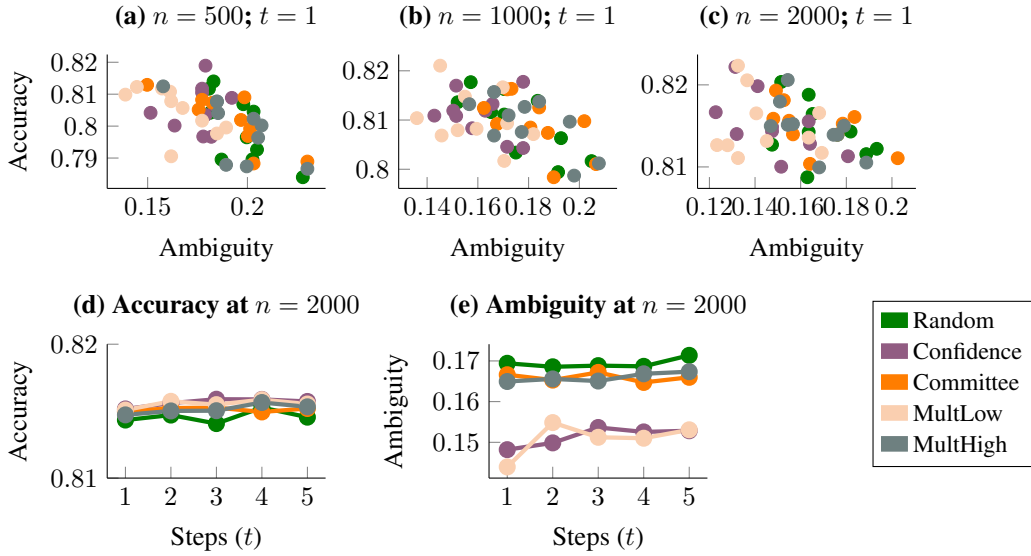 (a) n = 500; t = 1
(b) n = 1000; t = 1
(c) n = 2000; t = 1
Accuracy
0.82
0.81
0.8
0.79
0.15
0.2
Ambiguity
0.82
0.81
0.8
0.14
0.16
0.18
0.2
Ambiguity
0.82
0.81
0.12
0.14
0.16
0.18
0.2
Ambiguity
(d) Accuracy at n = 2000
Accuracy
0.82
0.81
1 2 3 4 5
Steps (t)
(e) Ambiguity at n = 2000
Ambiguity
0.17
0.16
0.15
1 2 3 4 5
Steps (t)
Random
Confidence
Committee
MultLow
MultHigh